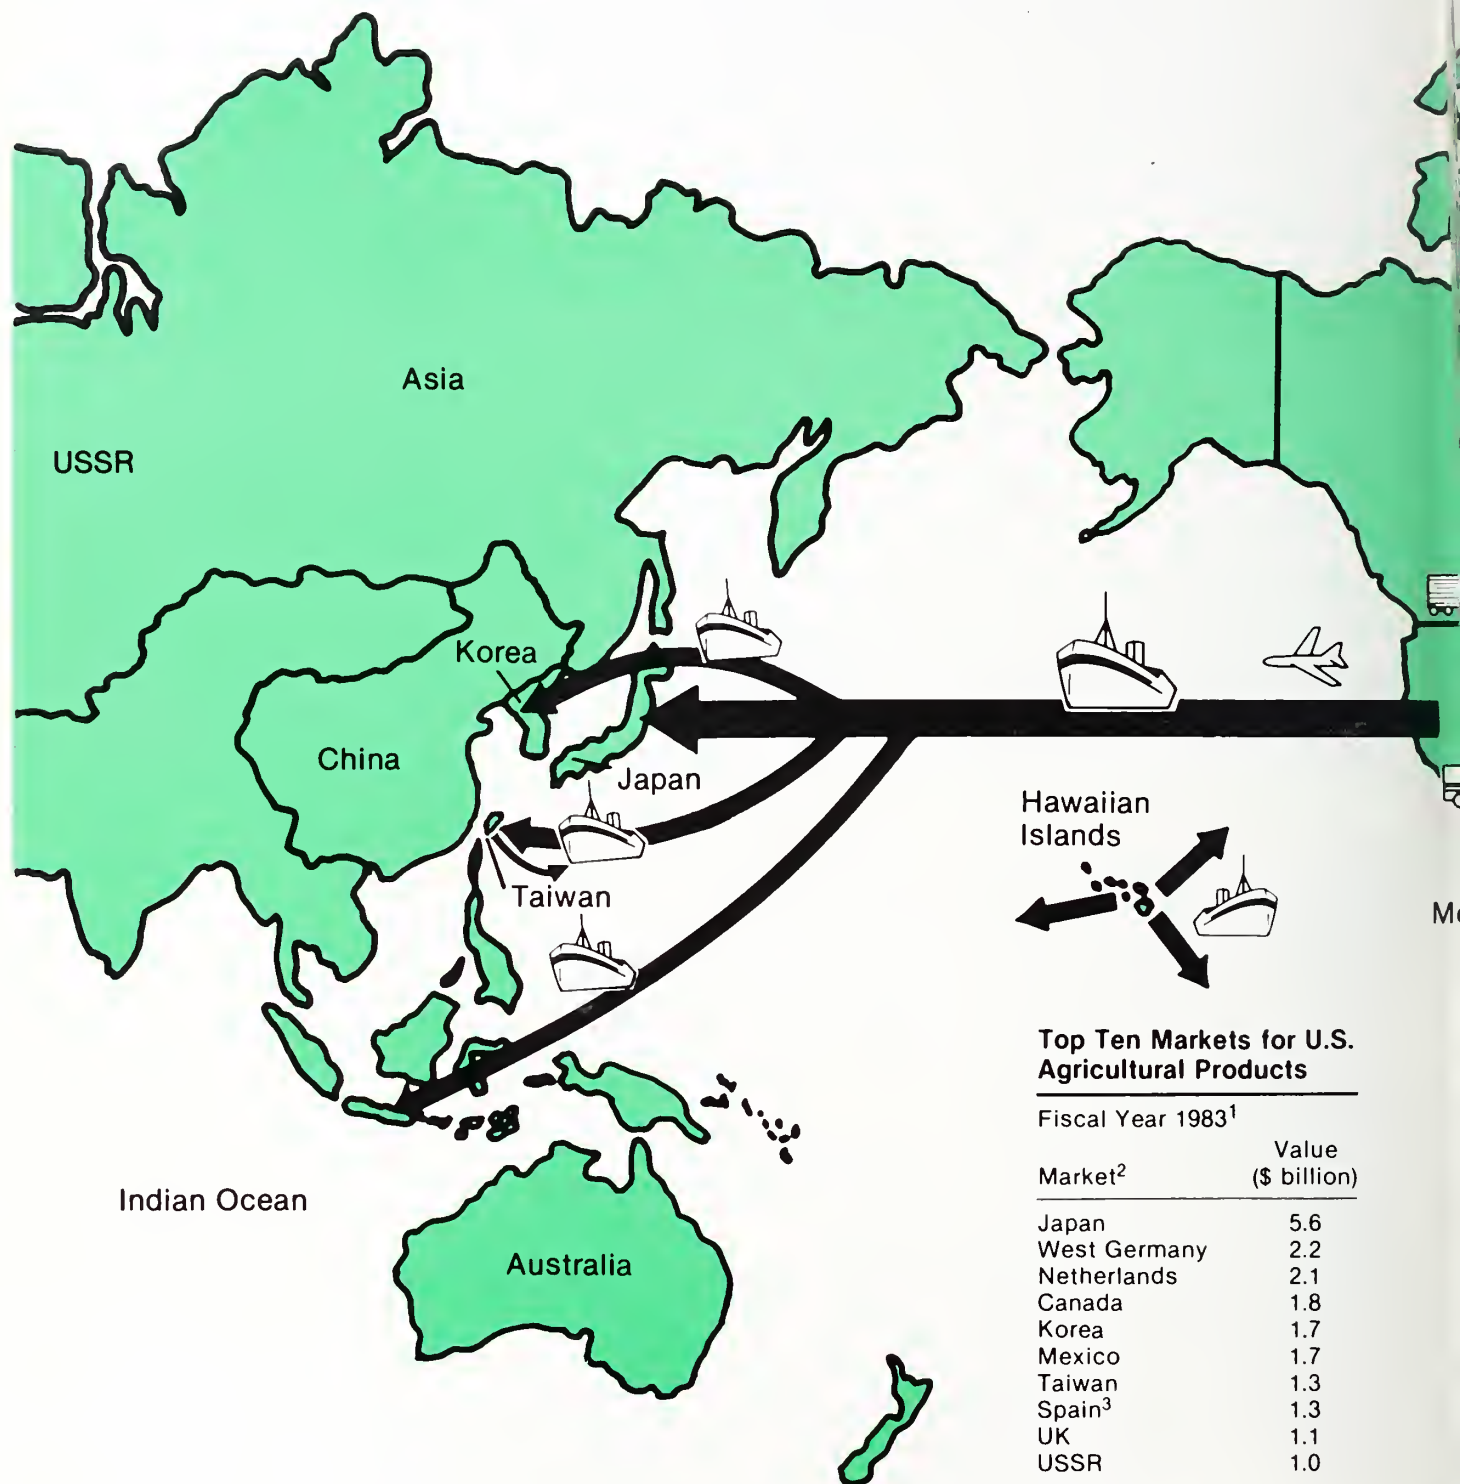 Asia
USSR
Korea
China
Japan
Taiwan
Hawaiian
Islands
Indian Ocean
Australia
Top Ten Markets for U.S.
Agricultural Products
Fiscal Year 1983¹
Value
Market² ($ billion)
Japan 5.6
West Germany 2.2
Netherlands 2.1
Canada 1.8
Korea 1.7
Mexico 1.7
Taiwan 1.3
Spain³ 1.3
UK 1.1
USSR 1.0